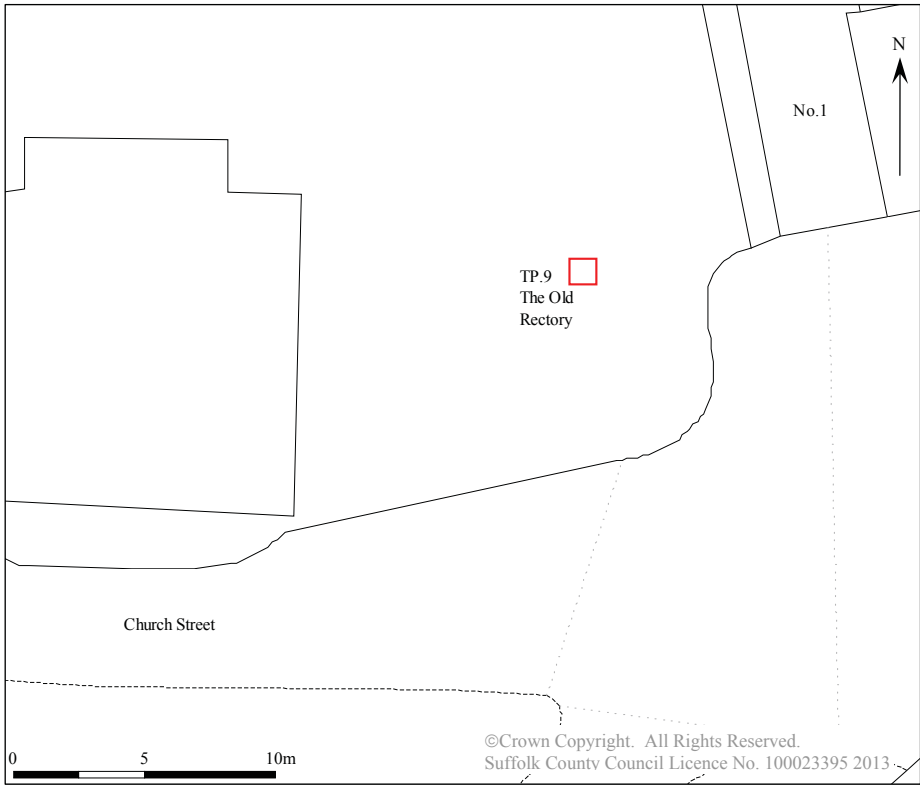 N
No.1
TP.9
The Old
Rectory
Church Street
0 5 10m
©Crown Copyright. All Rights Reserved.
Suffolk County Council Licence No. 100023395 2013